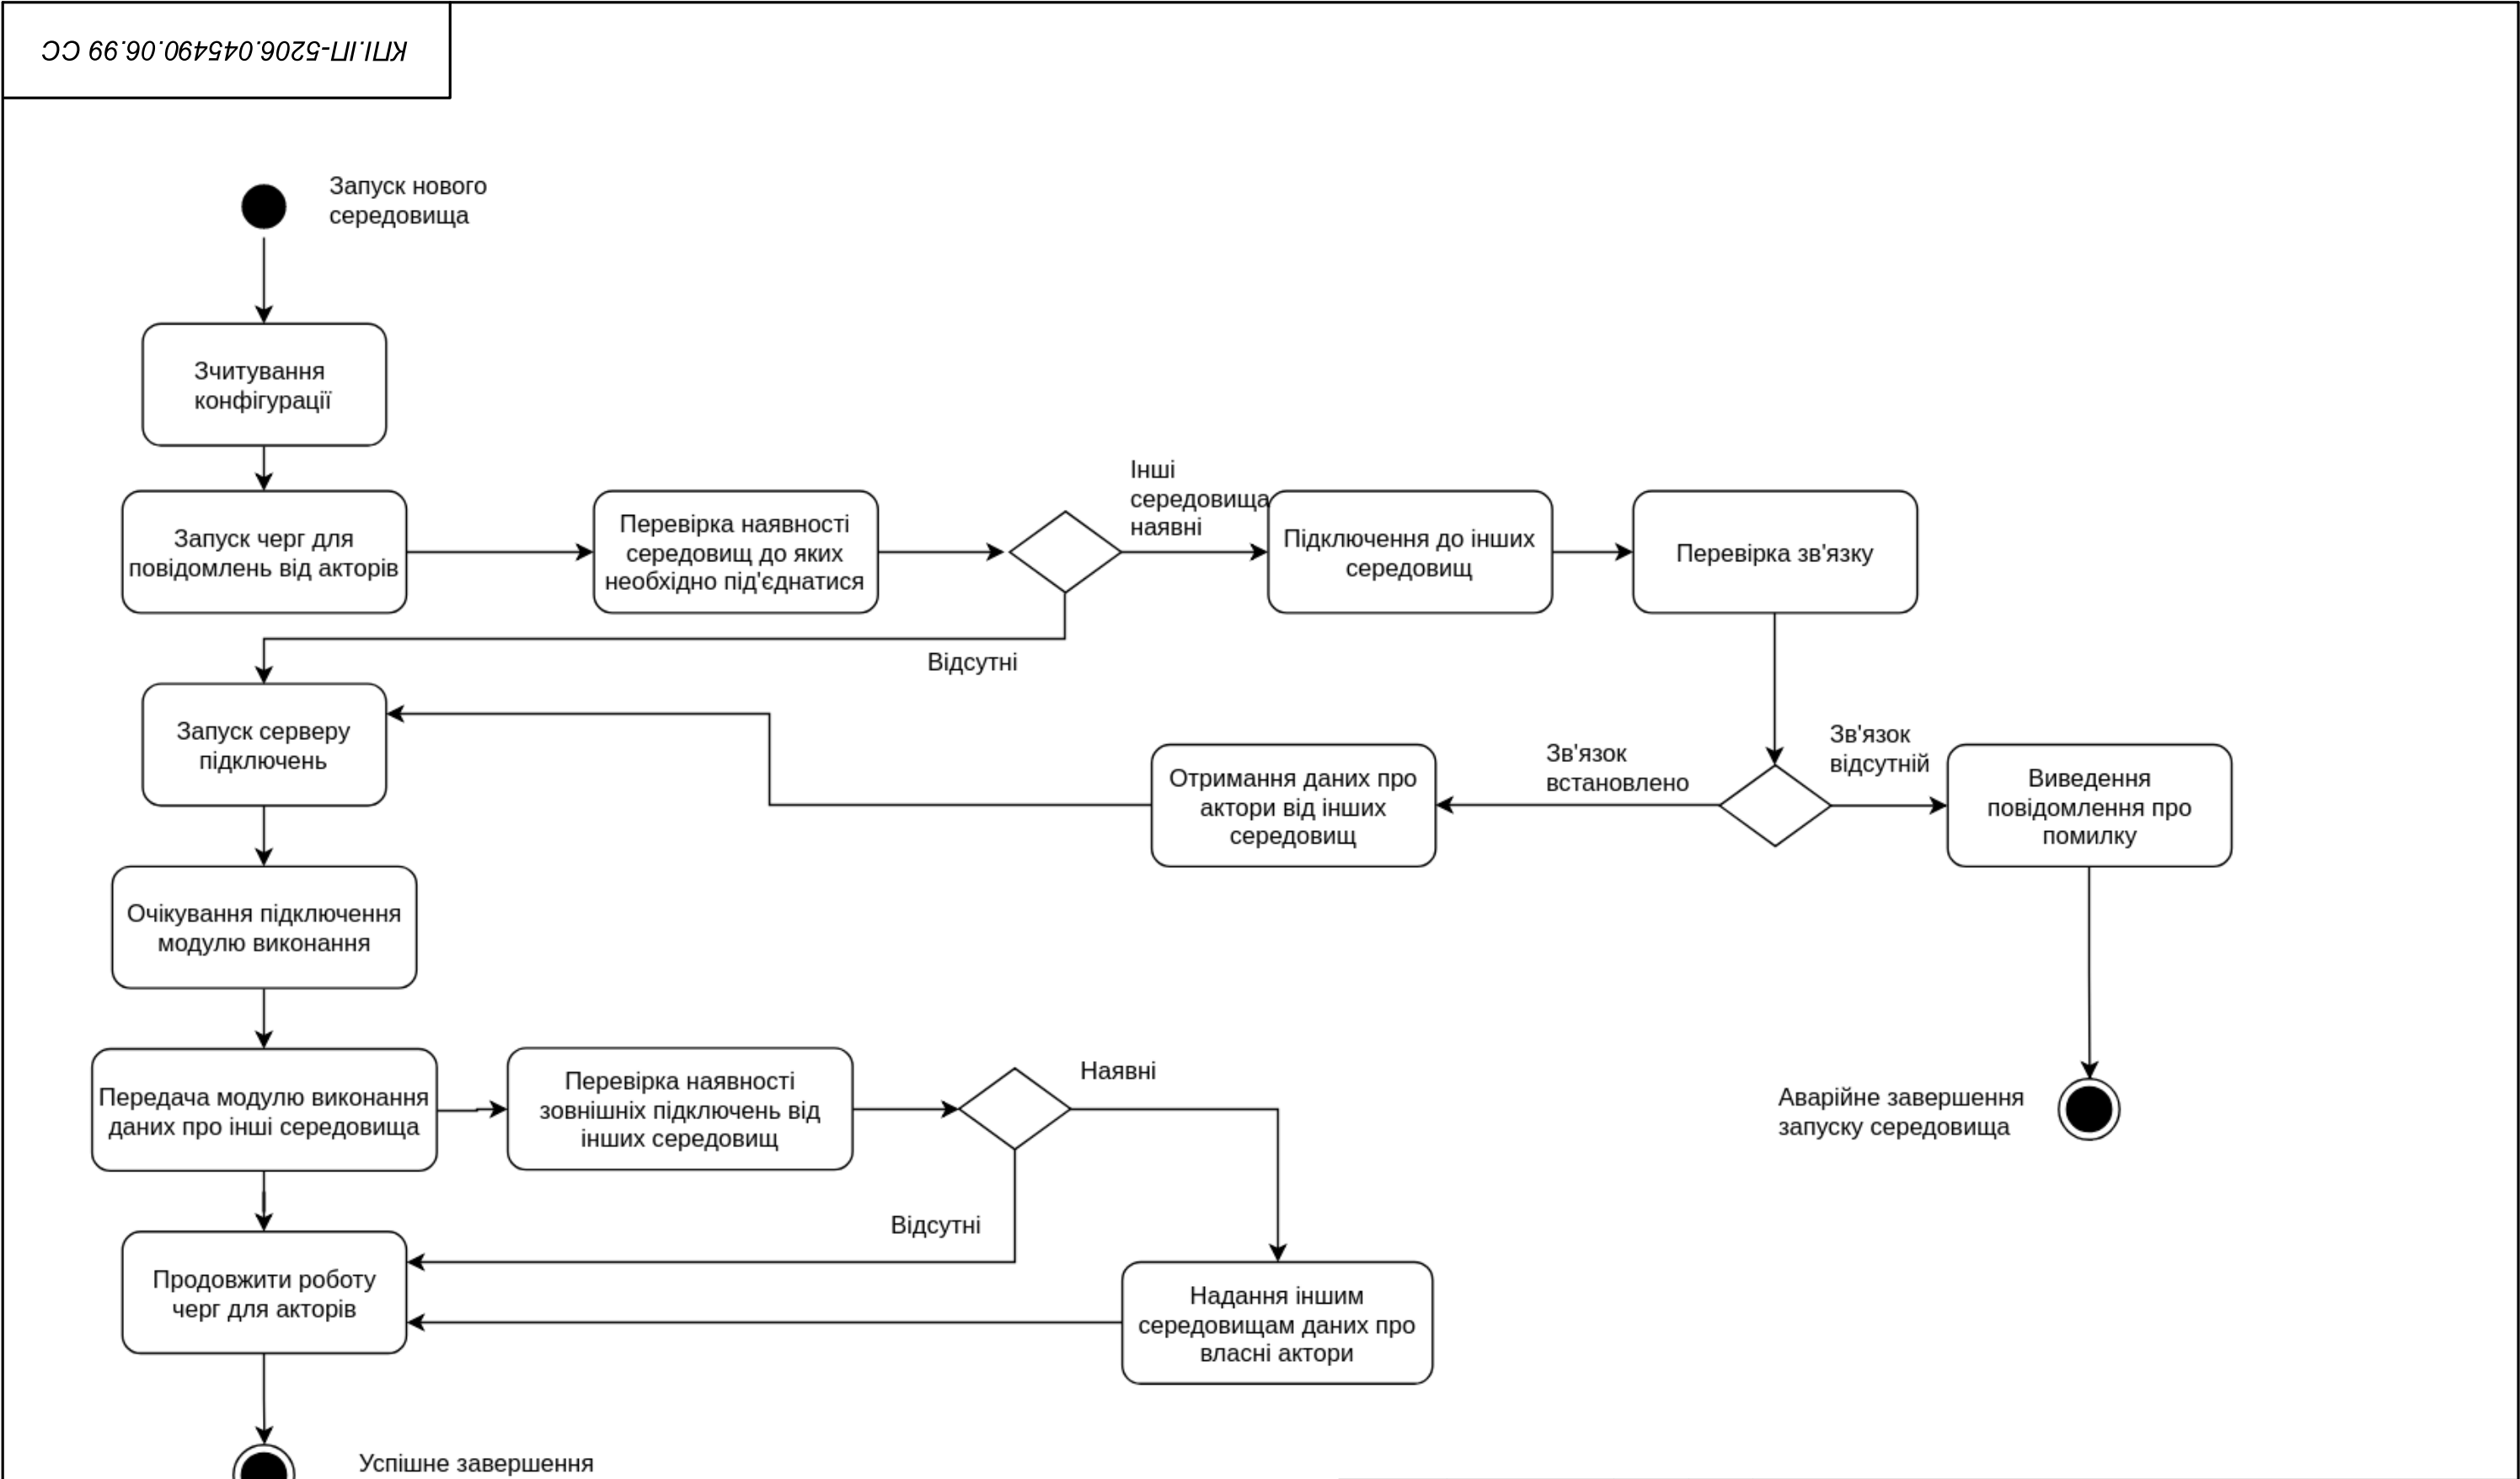 КПІ.ІП-5206.045490.06.99 СС
Запуск нового
середовища
Зчитування
конфігурації
Запуск черг для
повідомлень від акторів
Перевірка наявності
середовищ до яких
необхідно під'єднатися
Інші
середовища
наявні
Підключення до інших
середовищ
Перевірка зв'язку
Відсутні
Запуск серверу
підключень
Отримання даних про
актори від інших
середовищ
Зв'язок
встановлено
Зв'язок
відсутній
Виведення
повідомлення про
помилку
Очікування підключення
модулю виконання
Передача модулю виконання
даних про інші середовища
Перевірка наявності
зовнішніх підключень від
інших середовищ
Наявні
Аварійне завершення
запуску середовища
Відсутні
Продовжити роботу
черг для акторів
Надання іншим
середовищам даних про
власні актори
Успішне завершення